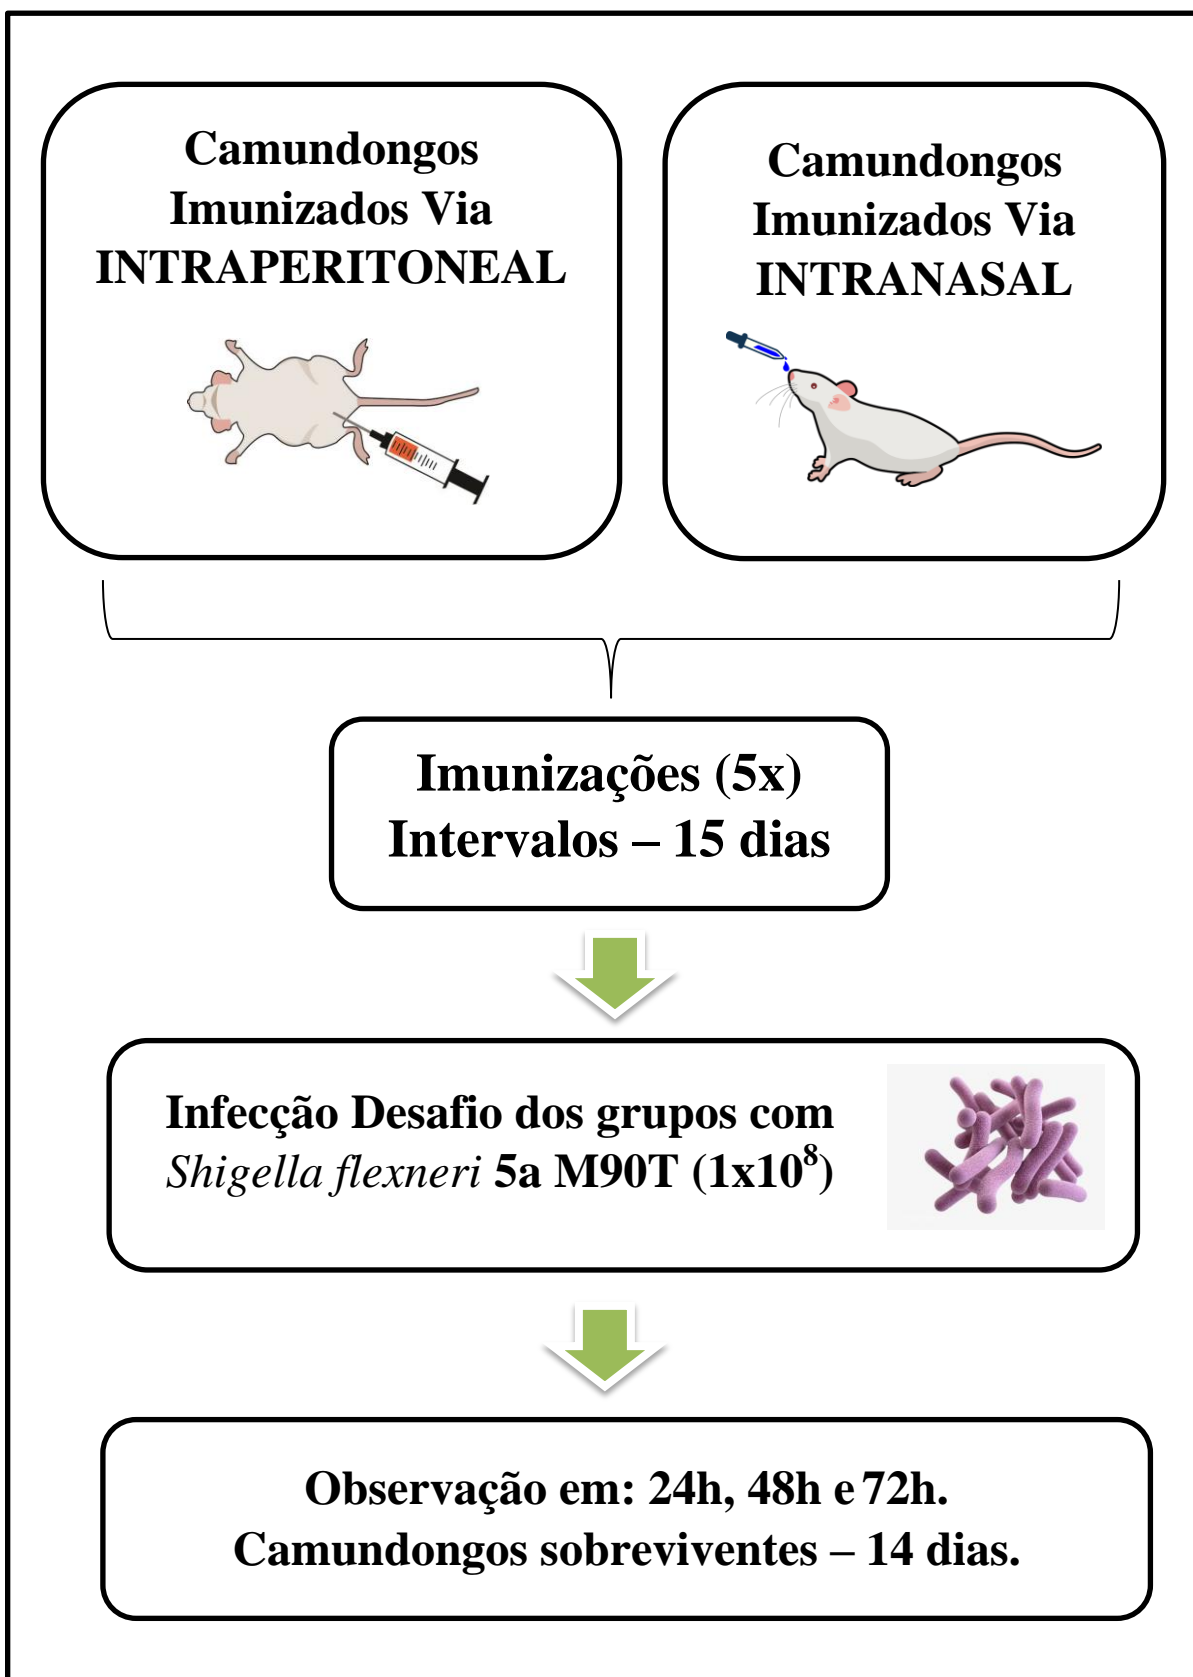 Camundongos
Imunizados Via
INTRAPERITONEAL
Camundongos
Imunizados Via
INTRANASAL
Imunizações (5x)
Intervalos – 15 dias
Infecção Desafio dos grupos com
Shigella flexneri 5a M90T (1x10⁸)
Observação em: 24h, 48h e 72h.
Camundongos sobreviventes – 14 dias.